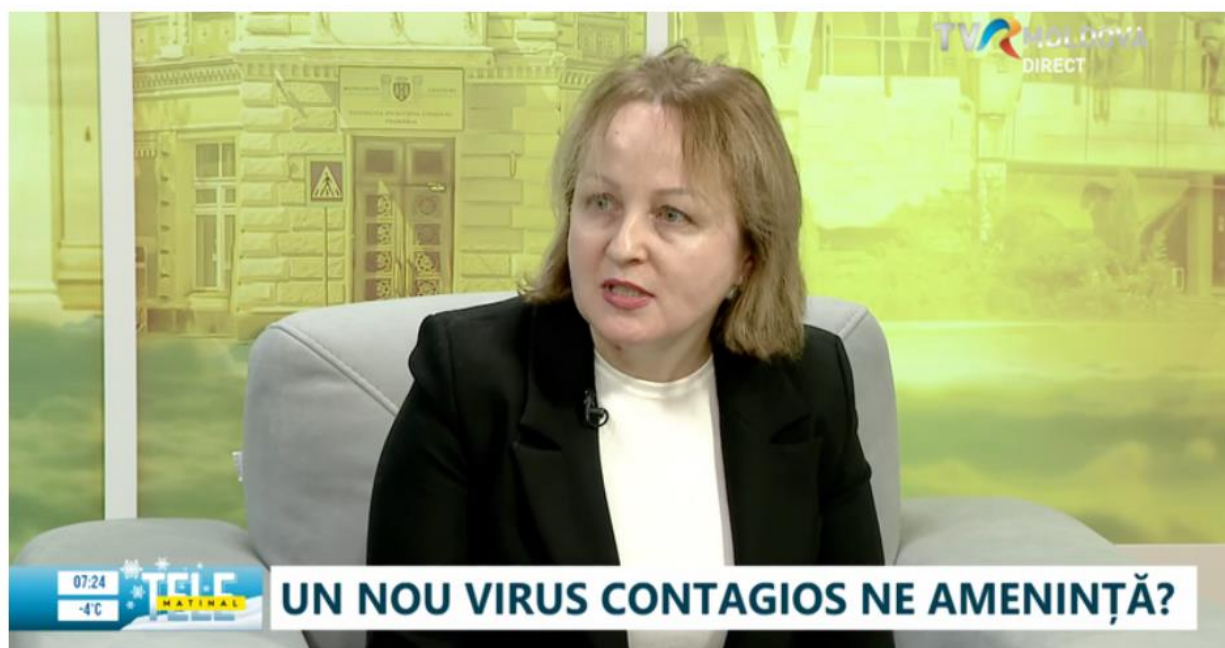 TVR MOLDOVA
DIRECT
07:24
-4°C
TELE
MATINAL
UN NOU VIRUS CONTAGIOS NE AMENINȚĂ?